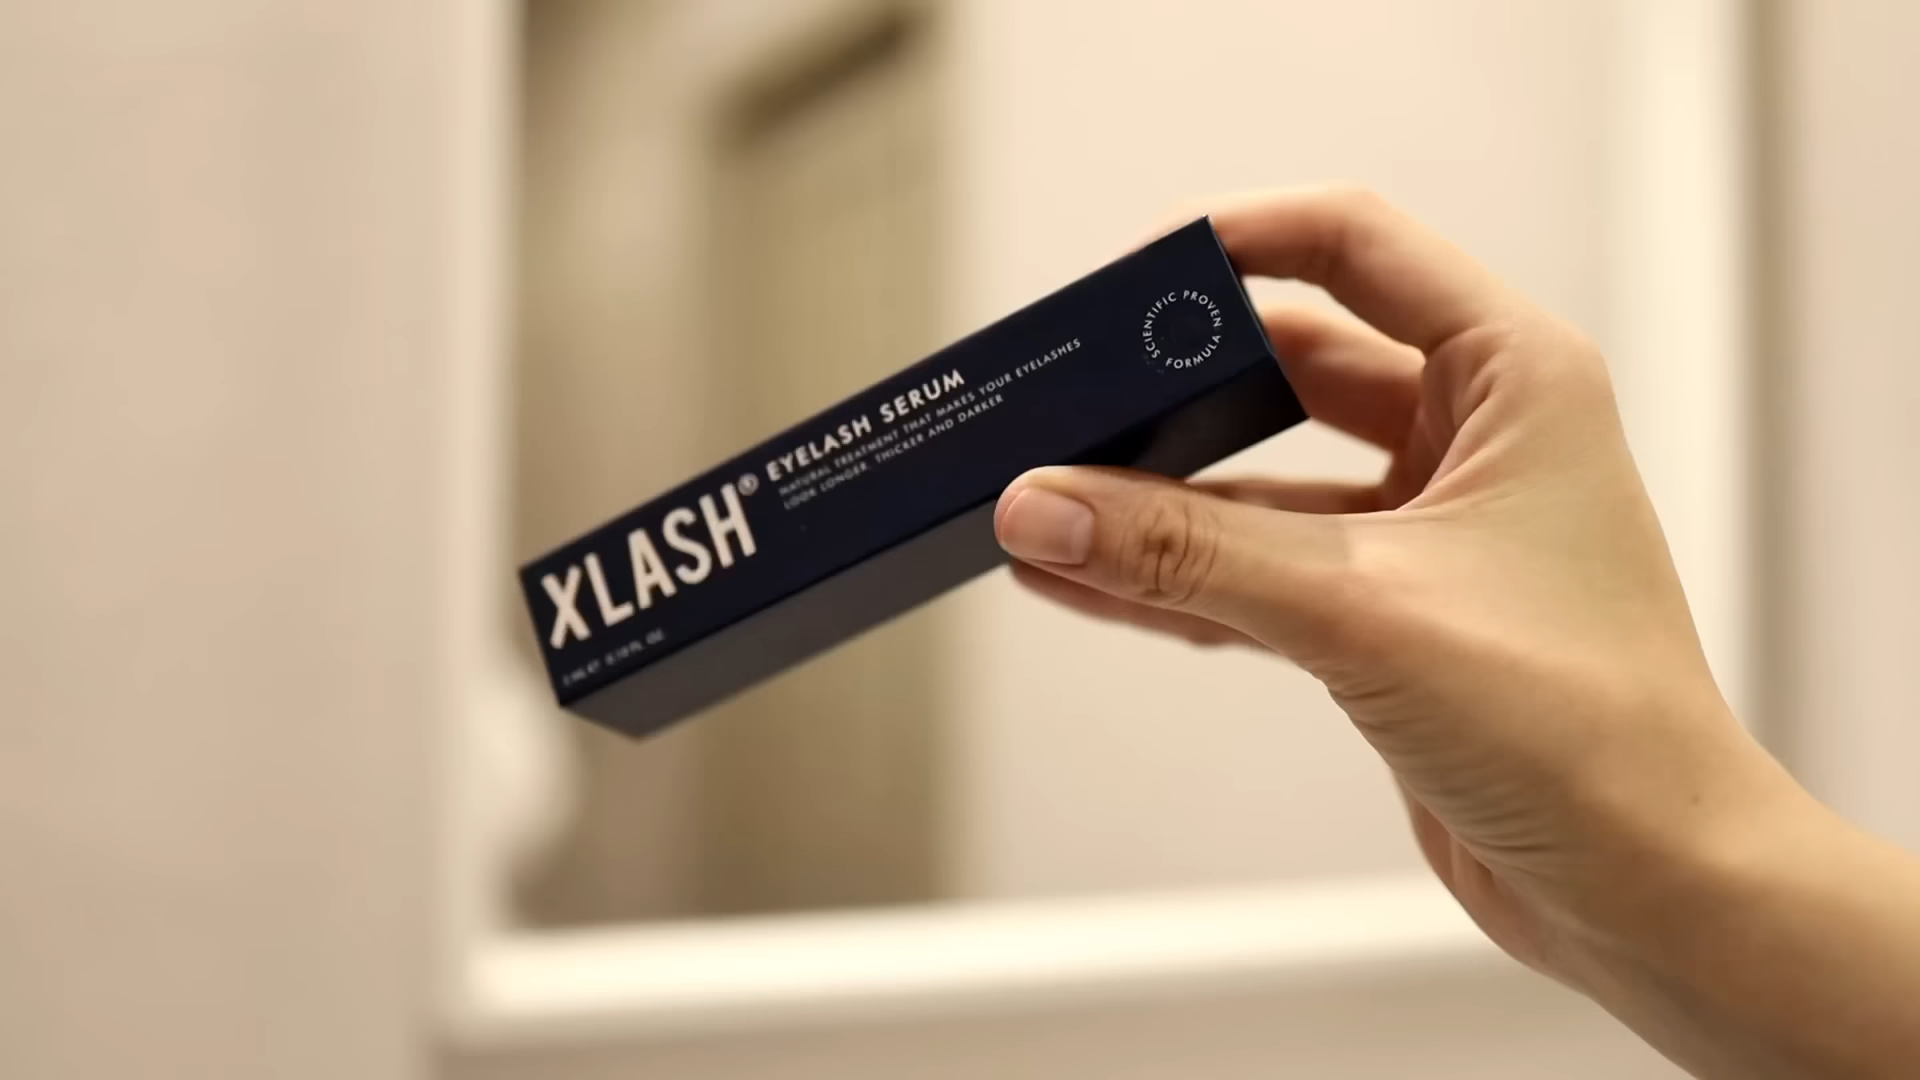 XLASH® EYELASH SERUM
NATURAL TREATMENT THAT MAKES YOUR EYELASHES
LOOK LONGER, THICKER AND DARKER
SCIENTIFIC PROVEN FORMULA